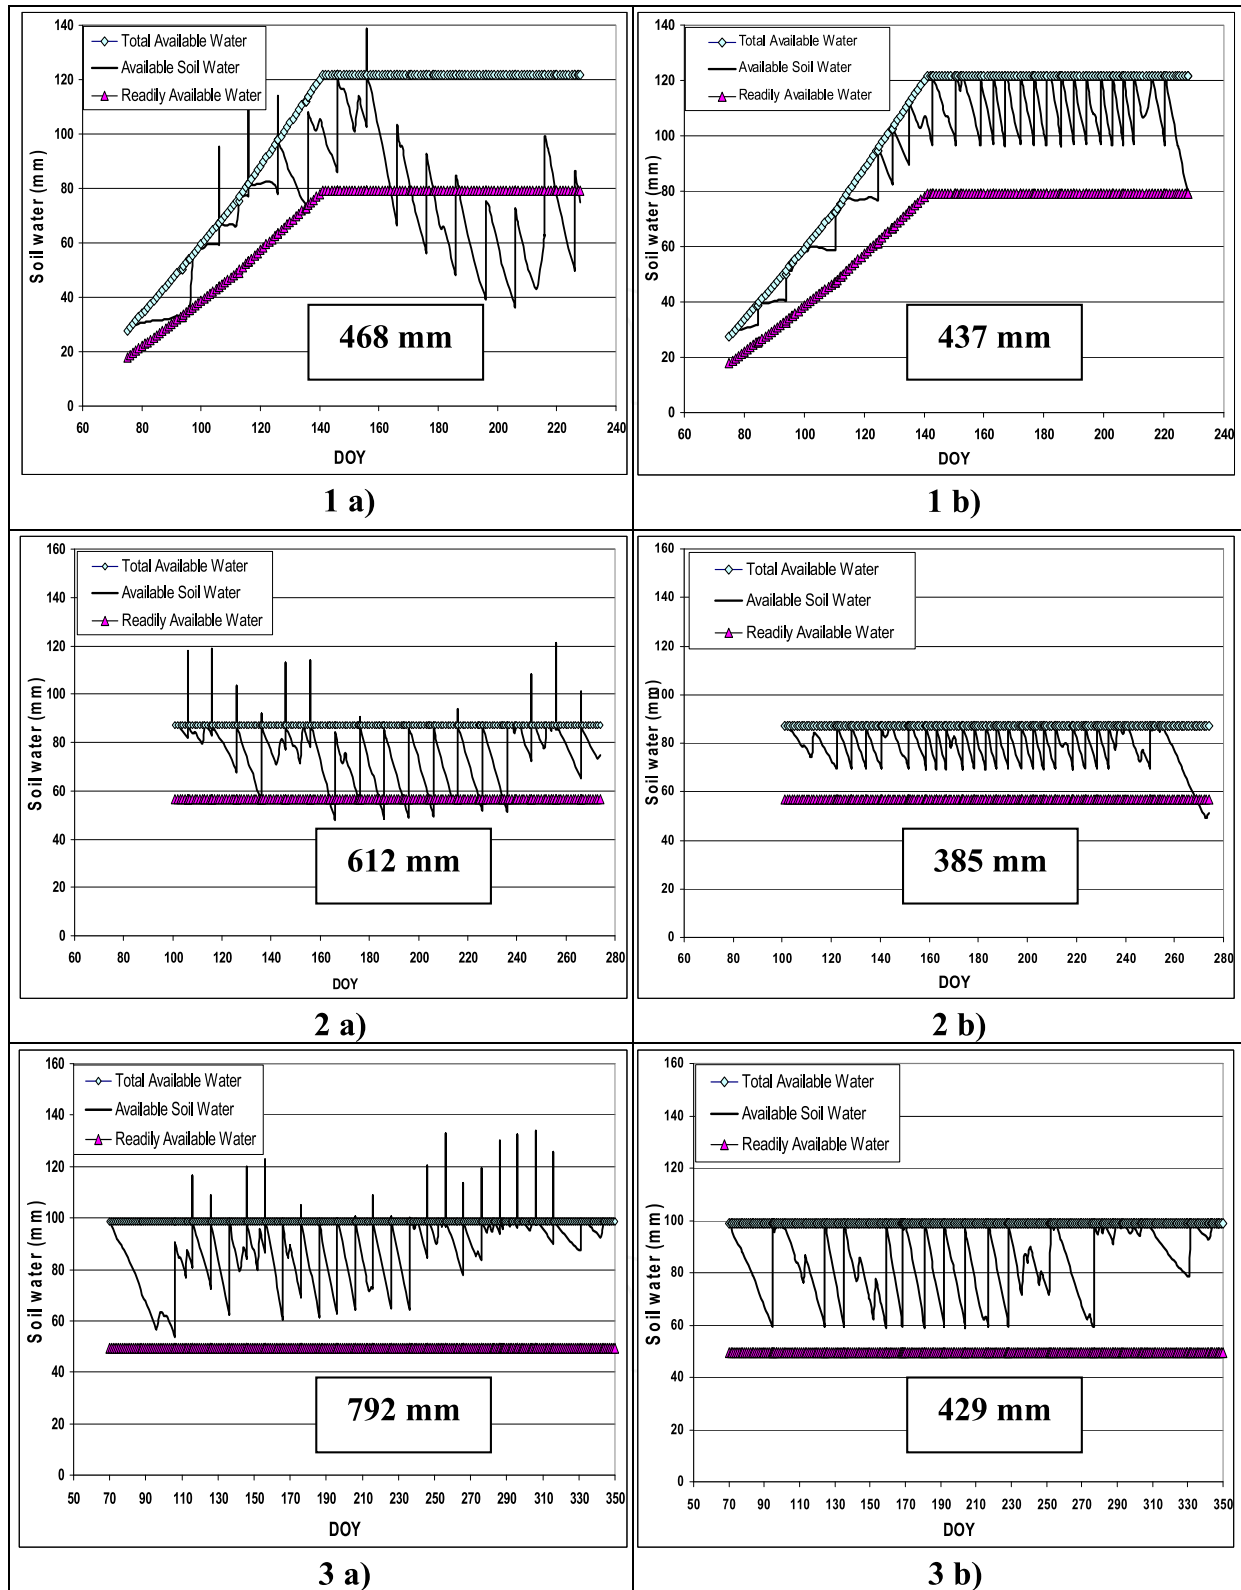 140
120
100
80
60
40
20
0
Soil water (mm)
Total Available Water
Available Soil Water
Readily Available Water
468 mm
60 80 100 120 140 160 180 200 220 240
DOY
1 a)
140
120
100
80
60
40
20
0
Soil water (mm)
Total Available Water
Available Soil Water
Readily Available Water
437 mm
60 80 100 120 140 160 180 200 220 240
DOY
1 b)
160
140
120
100
80
60
40
20
0
Soil water (mm)
Total Available Water
Available Soil Water
Readily Available Water
612 mm
60 80 100 120 140 160 180 200 220 240 260 280
DOY
2 a)
160
140
120
100
80
60
40
20
0
Soil water (mm)
Total Available Water
Available Soil Water
Readily Available Water
385 mm
60 80 100 120 140 160 180 200 220 240 260 280
DOY
2 b)
160
140
120
100
80
60
40
20
0
Soil water (mm)
Total Available Water
Available Soil Water
Readily Available Water
792 mm
50 70 90 110 130 150 170 190 210 230 250 270 290 310 330 350
DOY
3 a)
160
140
120
100
80
60
40
20
0
Soil water (mm)
Total Available Water
Available Soil Water
Readily Available Water
429 mm
50 70 90 110 130 150 170 190 210 230 250 270 290 310 330 350
DOY
3 b)